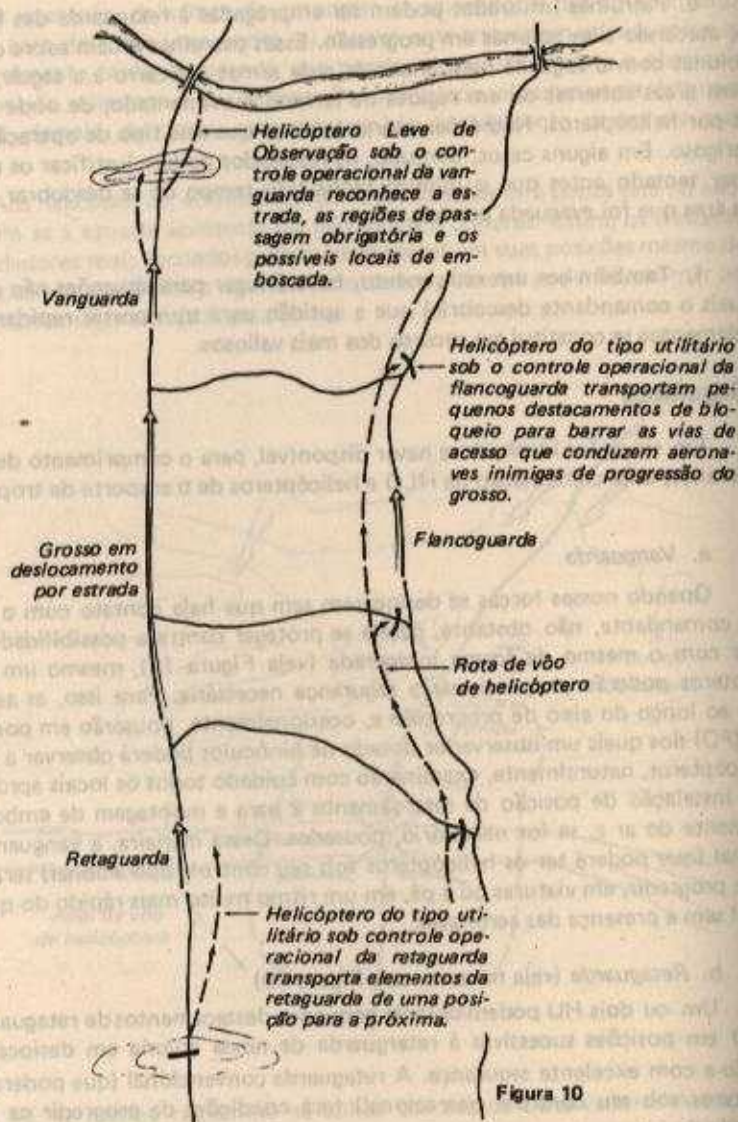 Helicóptero Leve de
Observação sob o con-
trole operacional da van-
guarda reconhece a es-
trada, as regiões de pas-
sagem obrigatória e os
possíveis locais de em-
boscada.
Vanguarda
Helicóptero do tipo utilitário
sob o controle operacional da
flancoguarda transportam pe-
quenos destacamentos de blo-
queio para barrar as vias de
acesso que conduzem aerona-
ves inimigas de progressão do
grosso.
Grosso em
deslocamento
por estrada
Flancoguarda
Rota de vôo
de helicóptero
Retaguarda
Helicóptero do tipo uti-
litário sob controle ope-
racional da retaguarda
transporta elementos da
retaguarda de uma posi-
ção para a próxima.
Figura 10